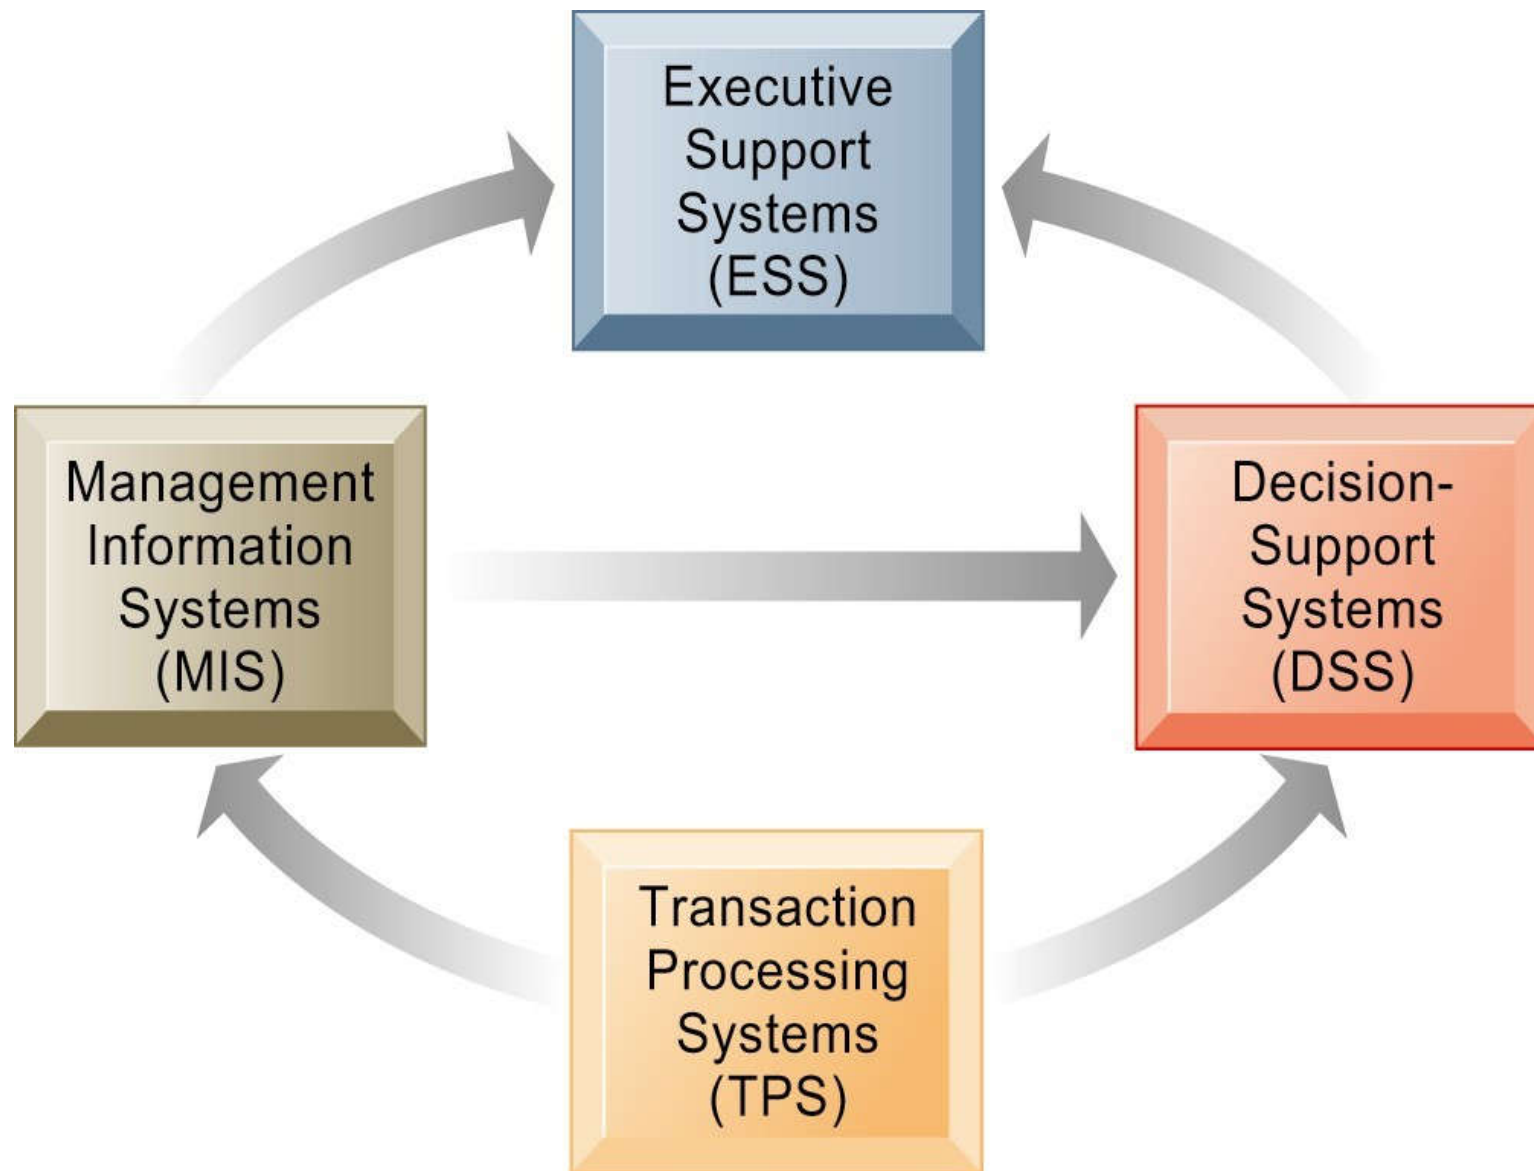 Executive
Support
Systems
(ESS)
Management
Information
Systems
(MIS)
Decision-
Support
Systems
(DSS)
Transaction
Processing
Systems
(TPS)